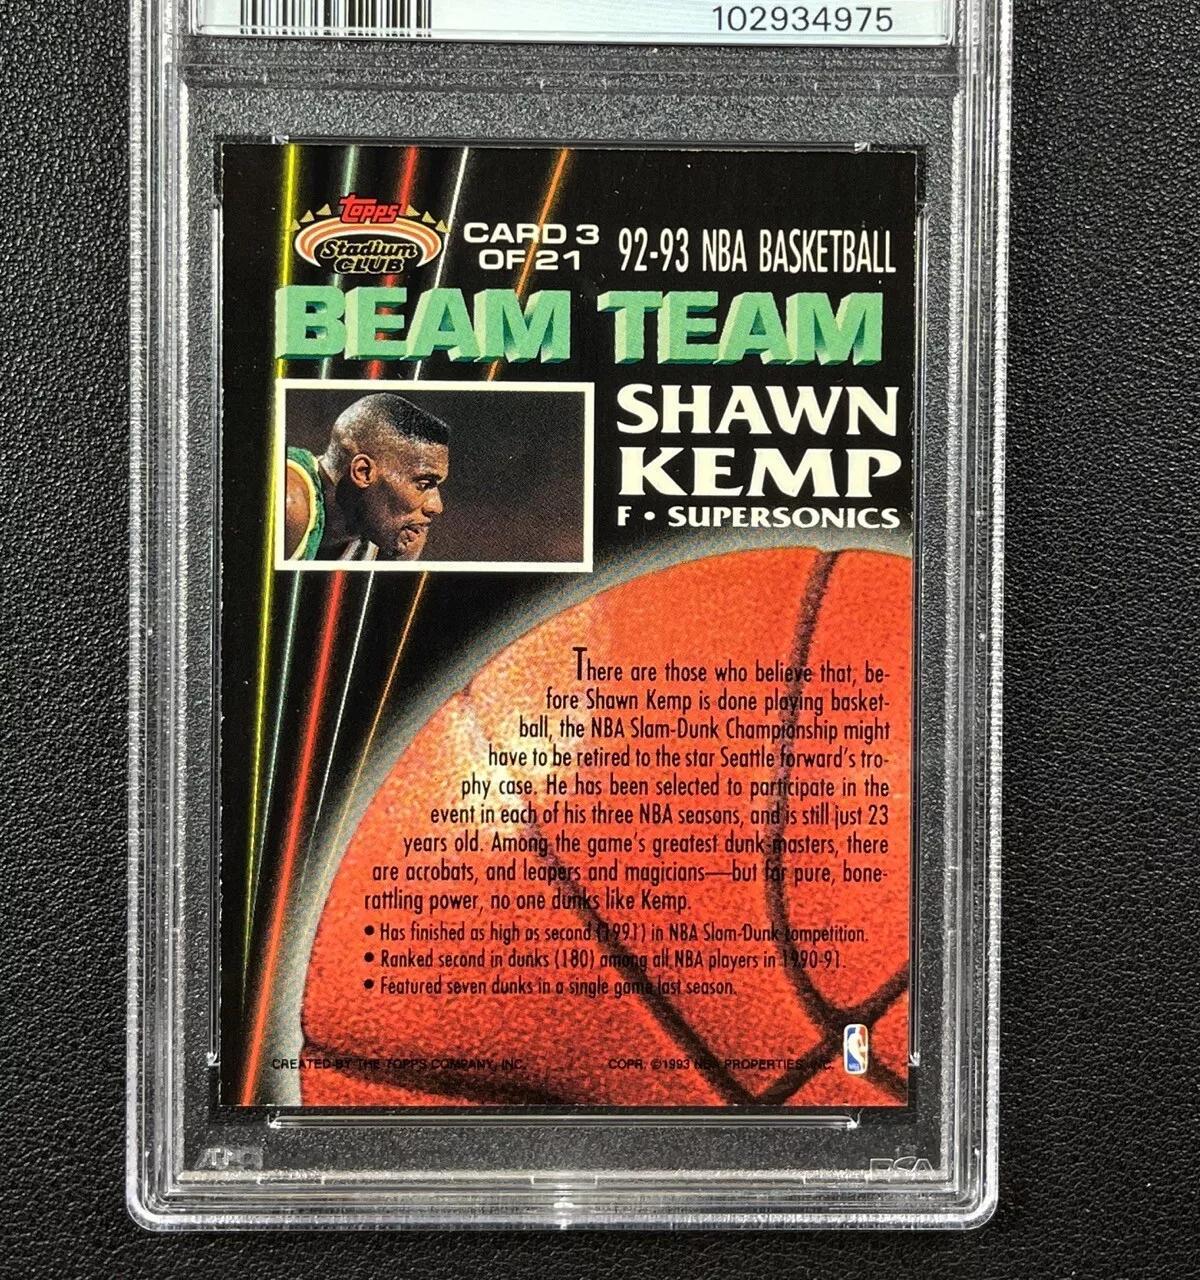 102934975
Topps
Stadium
CLUB
CARD 3
OF 21
92-93 NBA BASKETBALL
BEAM TEAM
SHAWN
KEMP
F • SUPERSONICS
There are those who believe that, be-
fore Shawn Kemp is done playing basket-
ball, the NBA Slam-Dunk Championship might
have to be retired to the star Seattle forward's tro-
phy case. He has been selected to participate in the
event in each of his three NBA seasons, and is still just 23
years old. Among the game's greatest dunk-masters, there
are acrobats, and leapers and magicians—but for pure, bone-
rattling power, no one dunks like Kemp.
• Has finished as high as second (1991) in NBA Slam-Dunk competition.
• Ranked second in dunks (180) among all NBA players in 1990-91.
• Featured seven dunks in a single game last season.
CREATED BY THE TOPPS COMPANY, INC.
COPR. ©1993 NBA PROPERTIES, INC.
PSA